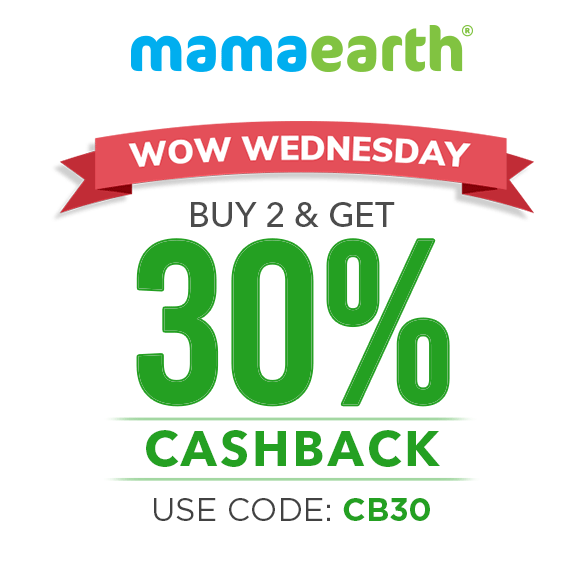 mamaearth®
WOW WEDNESDAY
BUY 2 & GET
30%
CASHBACK
USE CODE: CB30